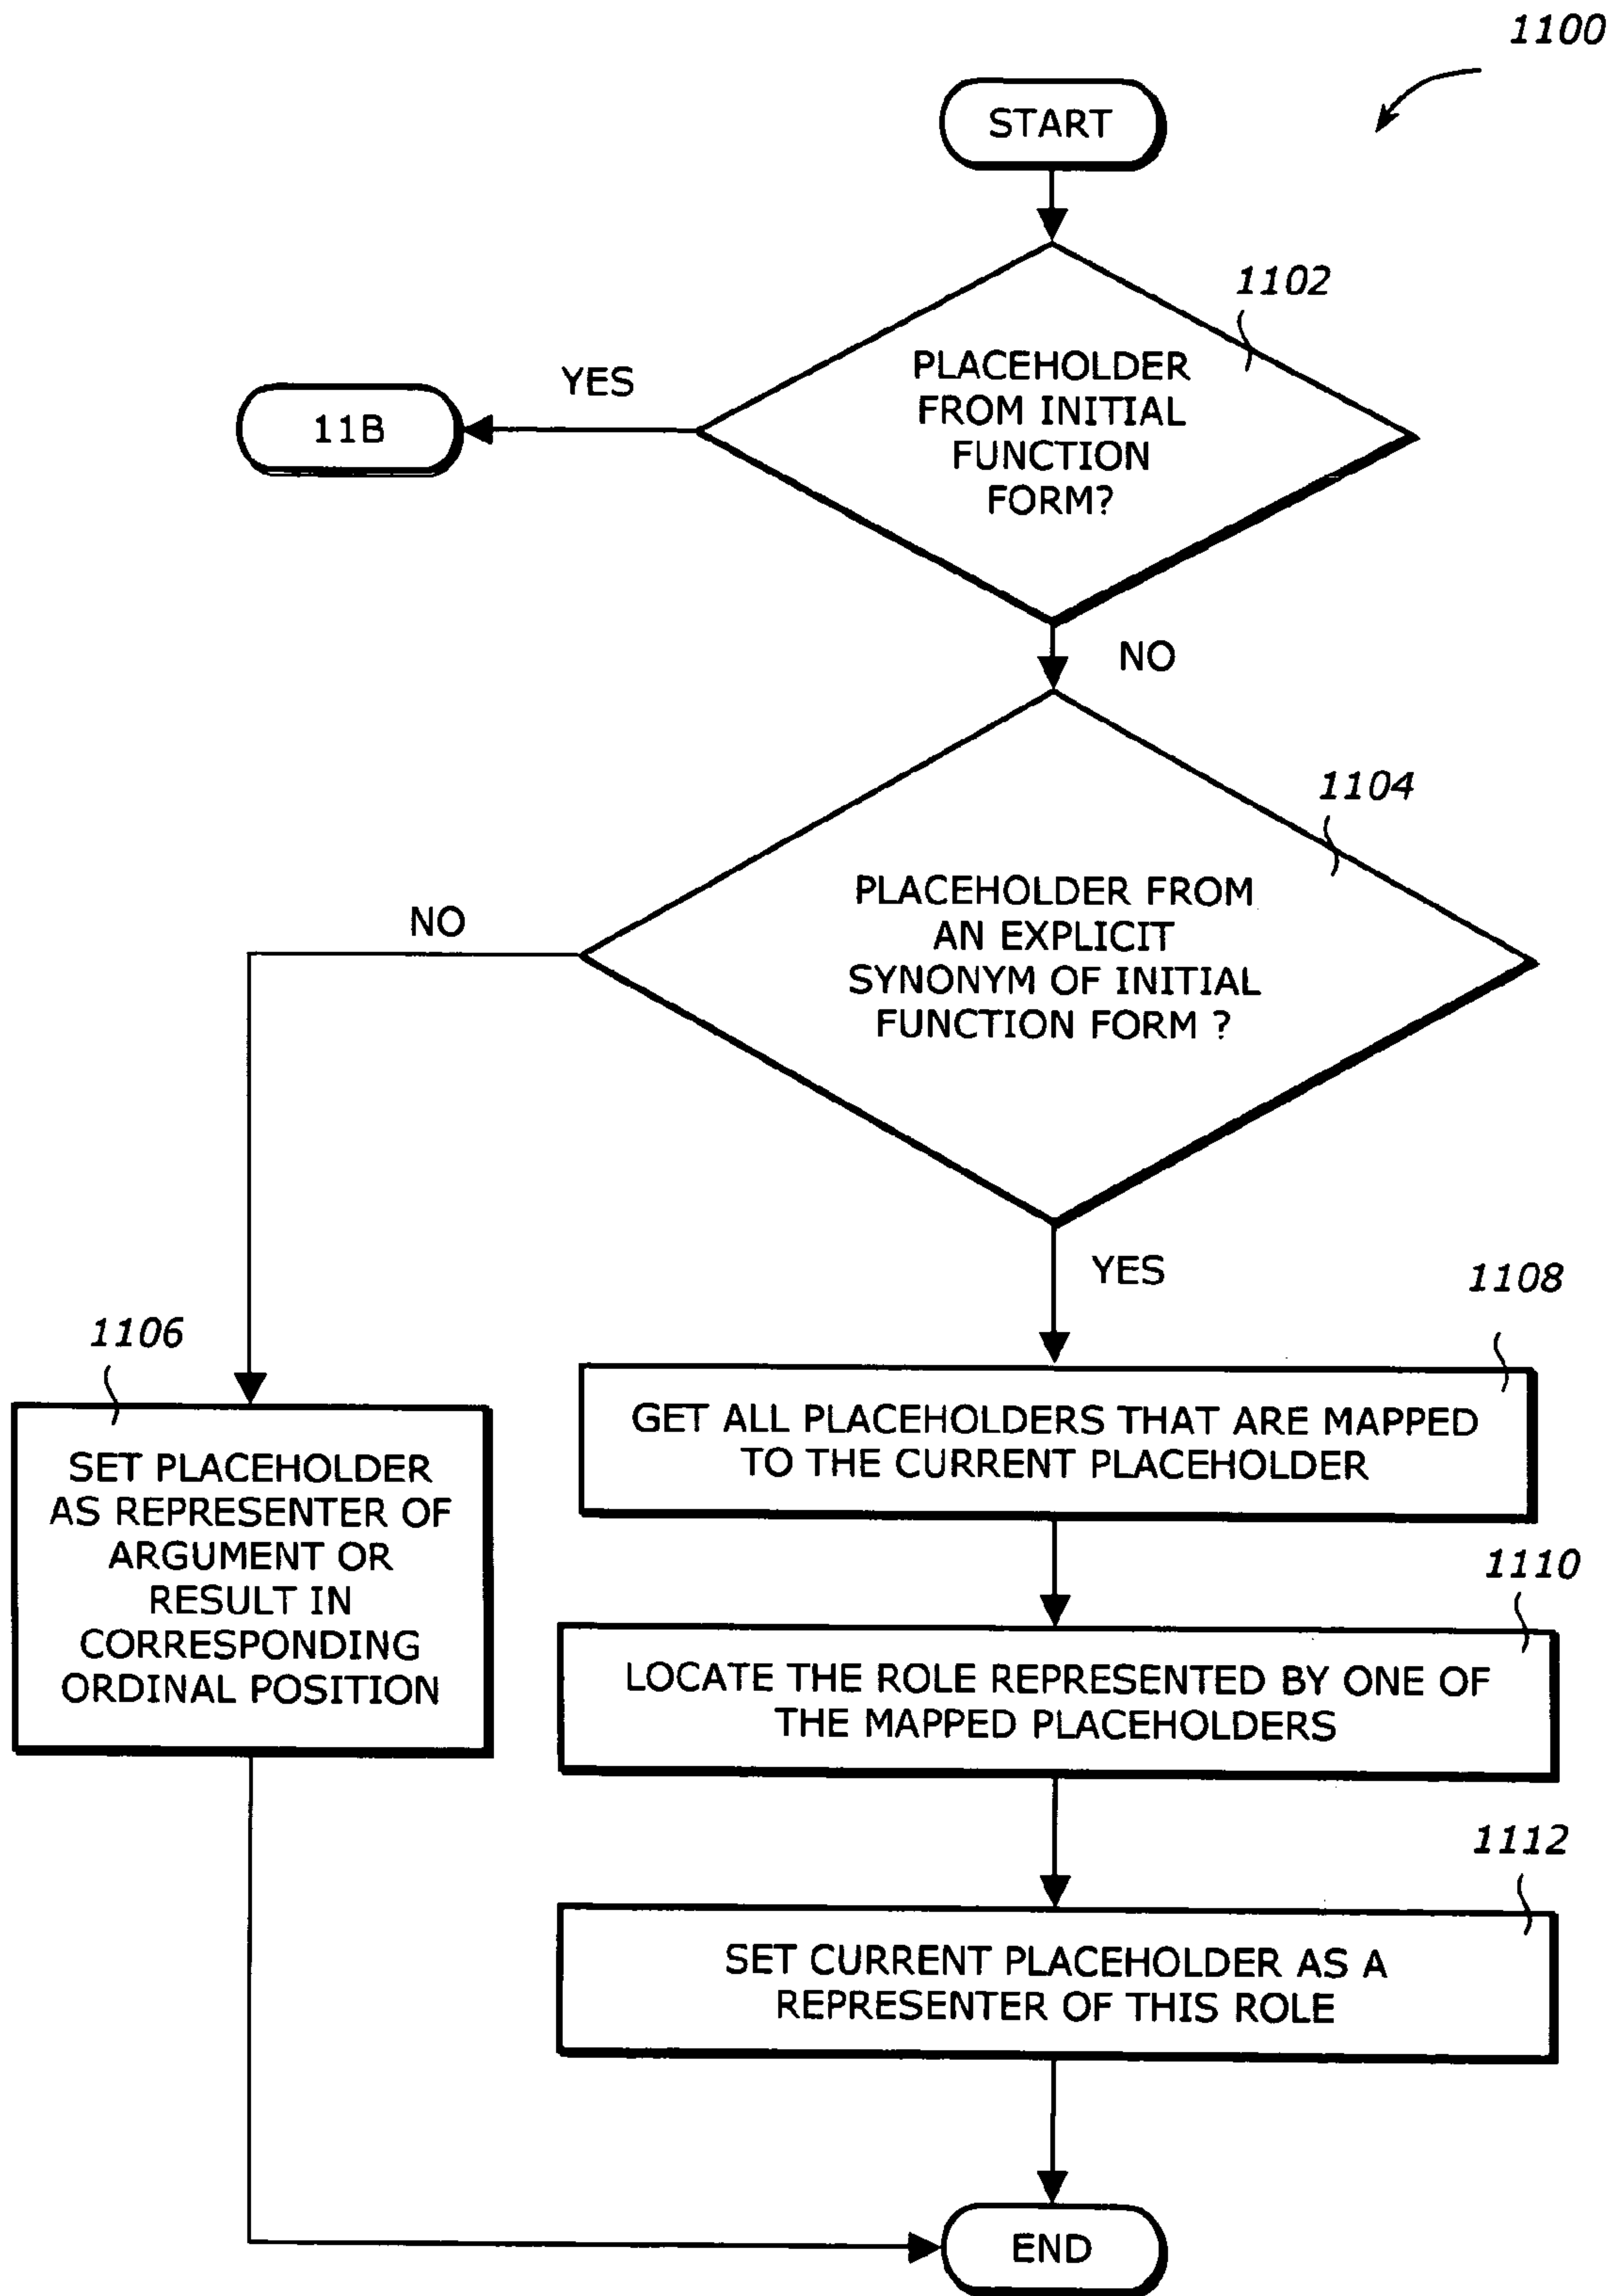 1100
START
1102
PLACEHOLDER
FROM INITIAL
FUNCTION
FORM?
YES
11B
NO
1104
PLACEHOLDER FROM
AN EXPLICIT
SYNONYM OF INITIAL
FUNCTION FORM ?
NO
YES
1106
SET PLACEHOLDER
AS REPRESENTER OF
ARGUMENT OR
RESULT IN
CORRESPONDING
ORDINAL POSITION
1108
GET ALL PLACEHOLDERS THAT ARE MAPPED
TO THE CURRENT PLACEHOLDER
1110
LOCATE THE ROLE REPRESENTED BY ONE OF
THE MAPPED PLACEHOLDERS
1112
SET CURRENT PLACEHOLDER AS A
REPRESENTER OF THIS ROLE
END